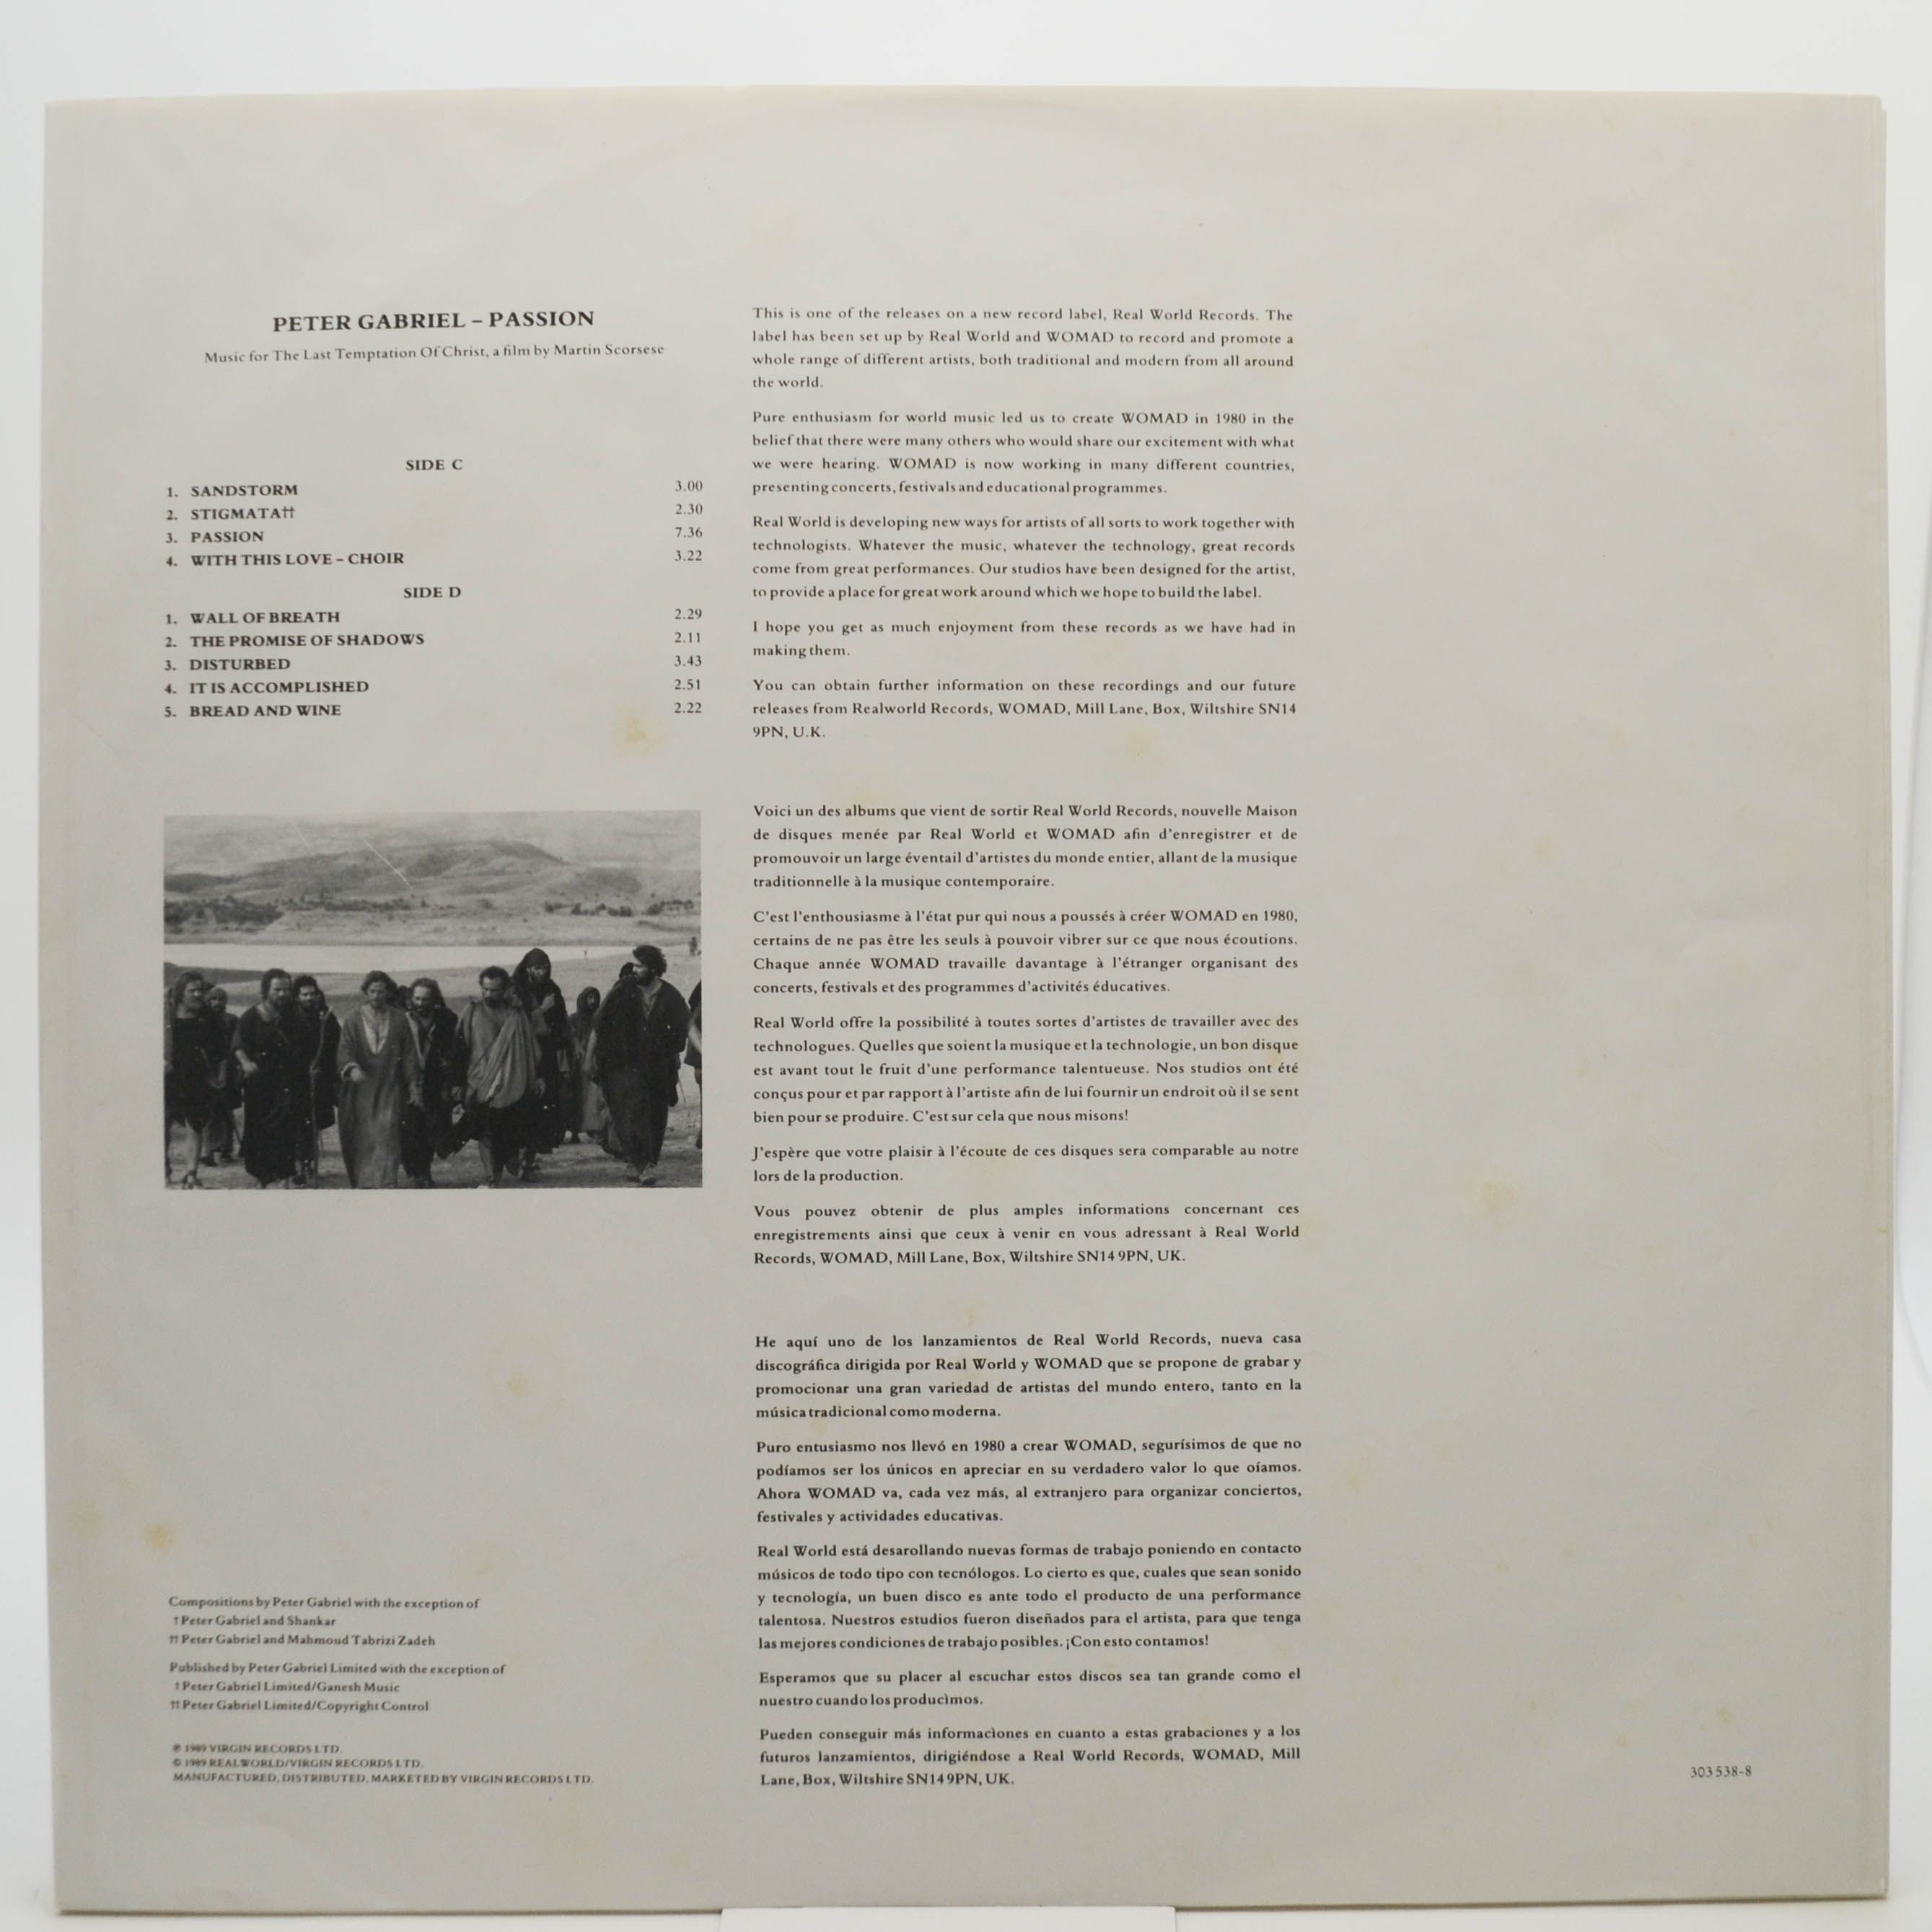 PETER GABRIEL – PASSION
Music for The Last Temptation Of Christ, a film by Martin Scorsese
SIDE C
1. SANDSTORM 3.00
2. STIGMATA†† 2.30
3. PASSION 7.36
4. WITH THIS LOVE – CHOIR 3.22
SIDE D
1. WALL OF BREATH 2.29
2. THE PROMISE OF SHADOWS 2.11
3. DISTURBED 3.43
4. IT IS ACCOMPLISHED 2.51
5. BREAD AND WINE 2.22
Compositions by Peter Gabriel with the exception of
† Peter Gabriel and Shankar
†† Peter Gabriel and Mahmoud Tabrizi Zadeh
Published by Peter Gabriel Limited with the exception of
† Peter Gabriel Limited/Ganesh Music
†† Peter Gabriel Limited/Copyright Control
℗ 1989 VIRGIN RECORDS LTD.
© 1989 REALWORLD/VIRGIN RECORDS LTD.
MANUFACTURED, DISTRIBUTED, MARKETED BY VIRGIN RECORDS LTD.
This is one of the releases on a new record label, Real World Records. The
label has been set up by Real World and WOMAD to record and promote a
whole range of different artists, both traditional and modern from all around
the world.
Pure enthusiasm for world music led us to create WOMAD in 1980 in the
belief that there were many others who would share our excitement with what
we were hearing. WOMAD is now working in many different countries,
presenting concerts, festivals and educational programmes.
Real World is developing new ways for artists of all sorts to work together with
technologists. Whatever the music, whatever the technology, great records
come from great performances. Our studios have been designed for the artist,
to provide a place for great work around which we hope to build the label.
I hope you get as much enjoyment from these records as we have had in
making them.
You can obtain further information on these recordings and our future
releases from Realworld Records, WOMAD, Mill Lane, Box, Wiltshire SN14
9PN, U.K.
Voici un des albums que vient de sortir Real World Records, nouvelle Maison
de disques menée par Real World et WOMAD afin d'enregistrer et de
promouvoir un large éventail d'artistes du monde entier, allant de la musique
traditionnelle à la musique contemporaire.
C'est l'enthousiasme à l'état pur qui nous a poussés à créer WOMAD en 1980,
certains de ne pas être les seuls à pouvoir vibrer sur ce que nous écoutions.
Chaque année WOMAD travaille davantage à l'étranger organisant des
concerts, festivals et des programmes d'activités éducatives.
Real World offre la possibilité à toutes sortes d'artistes de travailler avec des
technologues. Quelles que soient la musique et la technologie, un bon disque
est avant tout le fruit d'une performance talentueuse. Nos studios ont été
conçus pour et par rapport à l'artiste afin de lui fournir un endroit où il se sent
bien pour se produire. C'est sur cela que nous misons!
J'espère que votre plaisir à l'écoute de ces disques sera comparable au notre
lors de la production.
Vous pouvez obtenir de plus amples informations concernant ces
enregistrements ainsi que ceux à venir en vous adressant à Real World
Records, WOMAD, Mill Lane, Box, Wiltshire SN14 9PN, UK.
He aquí uno de los lanzamientos de Real World Records, nueva casa
discográfica dirigida por Real World y WOMAD que se propone de grabar y
promocionar una gran variedad de artistas del mundo entero, tanto en la
música tradicional como moderna.
Puro entusiasmo nos llevó en 1980 a crear WOMAD, segurísimos de que no
podíamos ser los únicos en apreciar en su verdadero valor lo que oíamos.
Ahora WOMAD va, cada vez más, al extranjero para organizar conciertos,
festivales y actividades educativas.
Real World está desarollando nuevas formas de trabajo poniendo en contacto
músicos de todo tipo con tecnólogos. Lo cierto es que, cuales que sean sonido
y tecnología, un buen disco es ante todo el producto de una performance
talentosa. Nuestros estudios fueron diseñados para el artista, para que tenga
las mejores condiciones de trabajo posibles. ¡Con esto contamos!
Esperamos que su placer al escuchar estos discos sea tan grande como el
nuestro cuando los producìmos.
Pueden conseguir más informaciones en cuanto a estas grabaciones y a los
futuros lanzamientos, dirigiéndose a Real World Records, WOMAD, Mill
Lane, Box, Wiltshire SN14 9PN, UK.
303 538-8